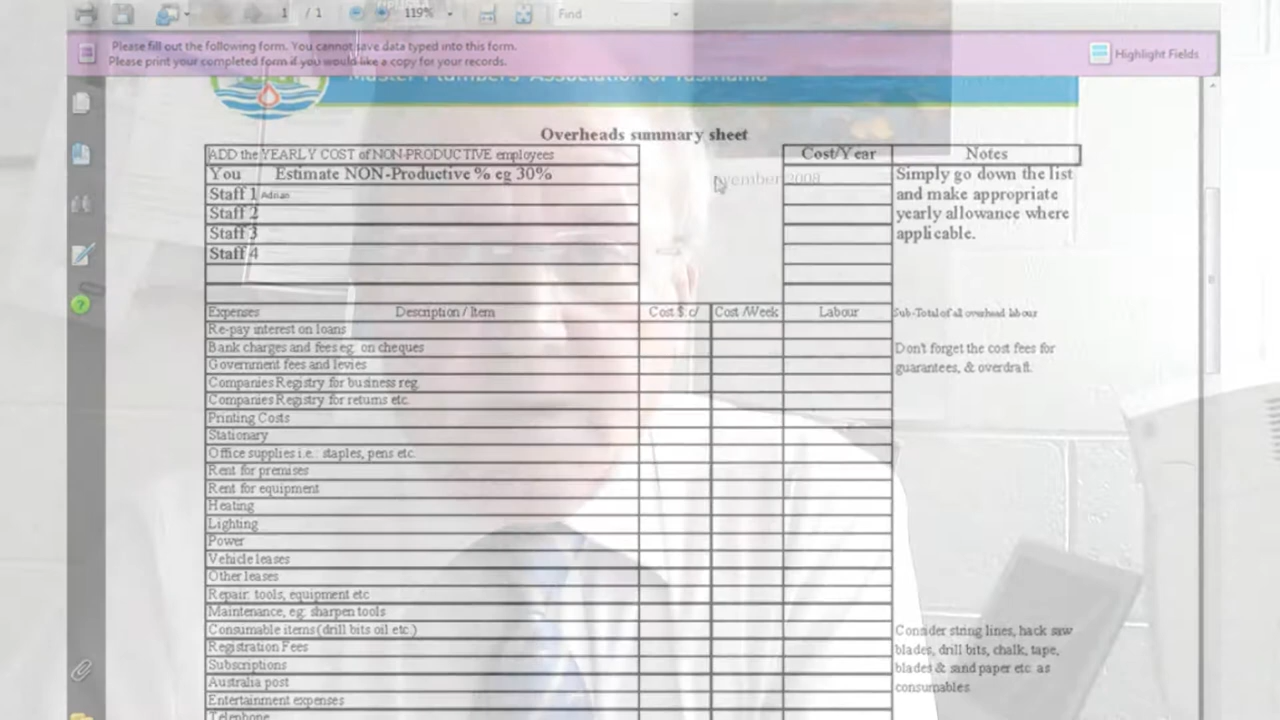 1 / 1 119% Find
Please fill out the following form. You cannot save data typed into this form.
Please print your completed form if you would like a copy for your records.
Highlight Fields
Master Plumbers' Association of Tasmania
Overheads summary sheet
ADD the YEARLY COST of NON-PRODUCTIVE employees Cost/Year Notes
You Estimate NON-Productive % eg 30% Simply go down the list
Staff 1 Adrian and make appropriate
Staff 2 yearly allowance where
Staff 3 applicable.
Staff 4
vember 2008
Expenses Description / Item Cost $.c/ Cost /Week Labour Sub-Total of all overhead labour
Re-pay interest on loans
Bank charges and fees eg. on cheques Don't forget the cost fees for
Government fees and levies guarantees, & overdraft.
Companies Registry for business reg.
Companies Registry for returns etc.
Printing Costs
Stationary
Office supplies i.e.: staples, pens etc.
Rent for premises
Rent for equipment
Heating
Lighting
Power
Vehicle leases
Other leases
Repair: tools, equipment etc
Maintenance, eg: sharpen tools
Consumable items (drill bits oil etc.) Consider string lines, hack saw
Registration Fees blades, drill bits, chalk, tape,
Subscriptions blades & sand paper etc. as
Australia post consumables
Entertainment expenses
Telephone